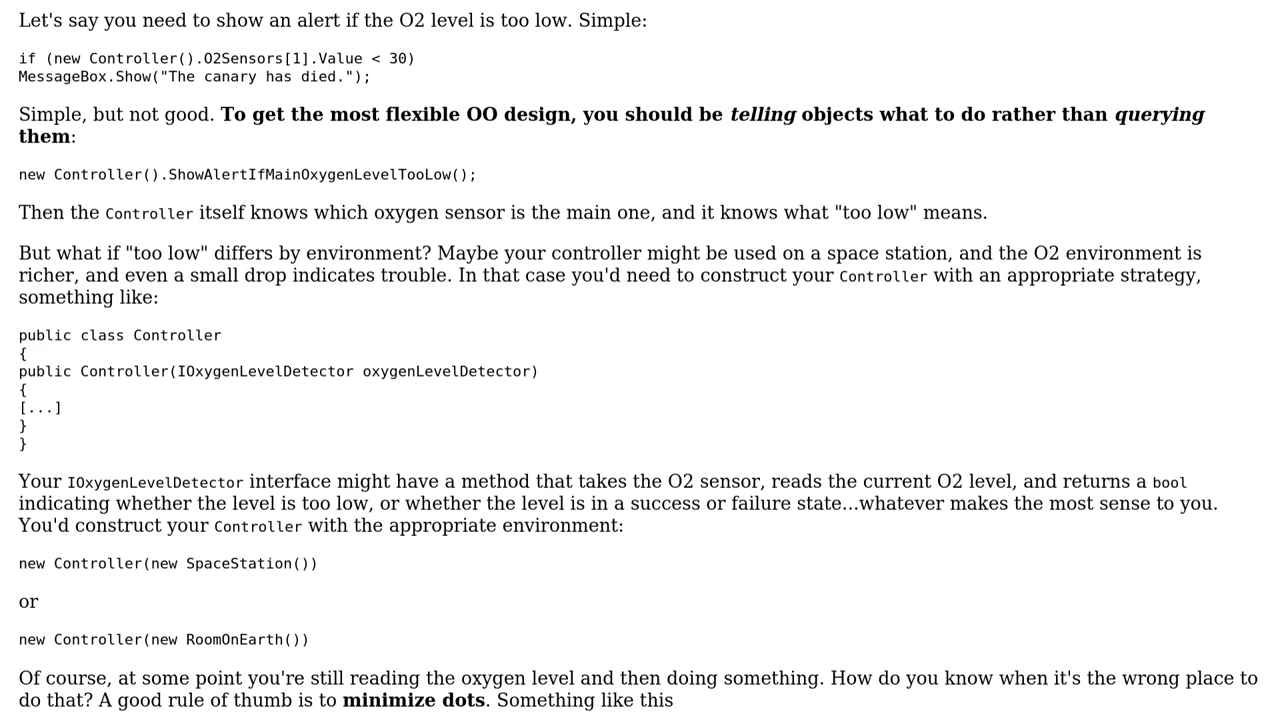 Let's say you need to show an alert if the O2 level is too low. Simple:
if (new Controller().O2Sensors[1].Value < 30)
MessageBox.Show("The canary has died.");
Simple, but not good. To get the most flexible OO design, you should be telling objects what to do rather than querying
them:
new Controller().ShowAlertIfMainOxygenLevelTooLow();
Then the Controller itself knows which oxygen sensor is the main one, and it knows what "too low" means.
But what if "too low" differs by environment? Maybe your controller might be used on a space station, and the O2 environment is
richer, and even a small drop indicates trouble. In that case you'd need to construct your Controller with an appropriate strategy,
something like:
public class Controller
{
public Controller(IOxygenLevelDetector oxygenLevelDetector)
{
[...]
}
}
Your IOxygenLevelDetector interface might have a method that takes the O2 sensor, reads the current O2 level, and returns a bool
indicating whether the level is too low, or whether the level is in a success or failure state...whatever makes the most sense to you.
You'd construct your Controller with the appropriate environment:
new Controller(new SpaceStation())
or
new Controller(new RoomOnEarth())
Of course, at some point you're still reading the oxygen level and then doing something. How do you know when it's the wrong place to
do that? A good rule of thumb is to minimize dots. Something like this